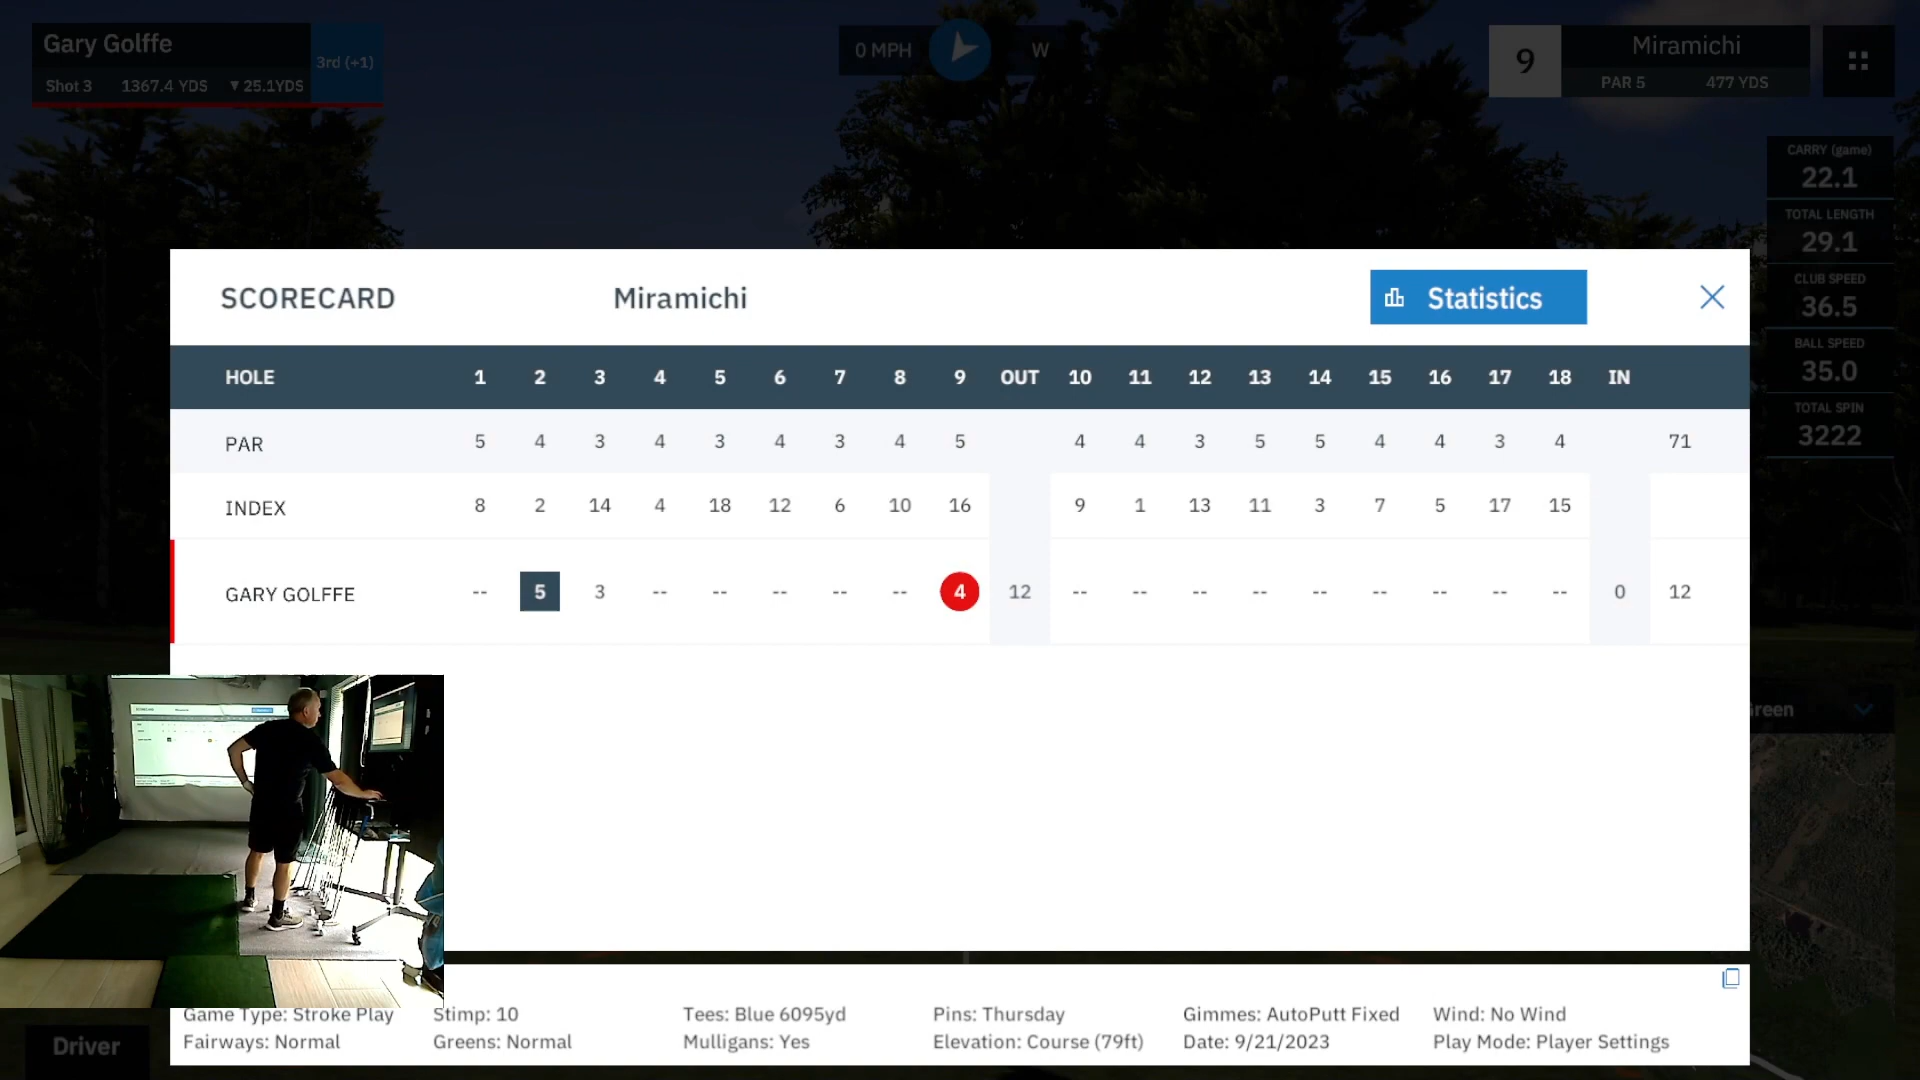 Gary Golffe
Shot 3 1367.4 YDS ▼ 25.1YDS
3rd (+1)
0 MPH W
9
Miramichi
PAR 5 477 YDS
CARRY (game)
22.1
TOTAL LENGTH
29.1
CLUB SPEED
36.5
BALL SPEED
35.0
TOTAL SPIN
3222
SCORECARD Miramichi Statistics
HOLE 1 2 3 4 5 6 7 8 9 OUT 10 11 12 13 14 15 16 17 18 IN
PAR 5 4 3 4 3 4 3 4 5 4 4 3 5 5 4 4 3 4 71
INDEX 8 2 14 4 18 12 6 10 16 9 1 13 11 3 7 5 17 15
GARY GOLFFE -- 5 3 -- -- -- -- -- 4 12 -- -- -- -- -- -- -- -- -- 0 12
reen
Game Type: Stroke Play Stimp: 10 Tees: Blue 6095yd Pins: Thursday Gimmes: AutoPutt Fixed Wind: No Wind
Fairways: Normal Greens: Normal Mulligans: Yes Elevation: Course (79ft) Date: 9/21/2023 Play Mode: Player Settings
Driver